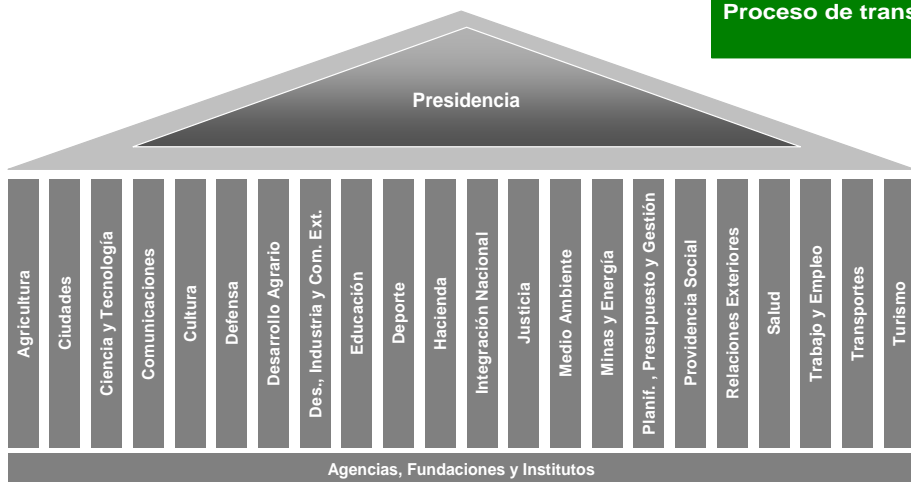 Proceso de trans
Presidencia
Agricultura
Ciudades
Ciencia y Tecnología
Comunicaciones
Cultura
Defensa
Desarrollo Agrario
Des., Industria y Com. Ext.
Educación
Deporte
Hacienda
Integración Nacional
Justicia
Medio Ambiente
Minas y Energía
Planif. , Presupuesto y Gestión
Providencia Social
Relaciones Exteriores
Salud
Trabajo y Empleo
Transportes
Turismo
Agencias, Fundaciones y Institutos